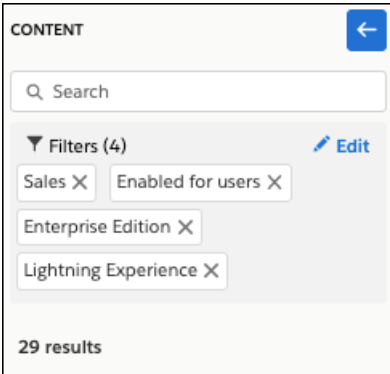 CONTENT
Search
Filters (4) Edit
Sales Enabled for users
Enterprise Edition
Lightning Experience
29 results